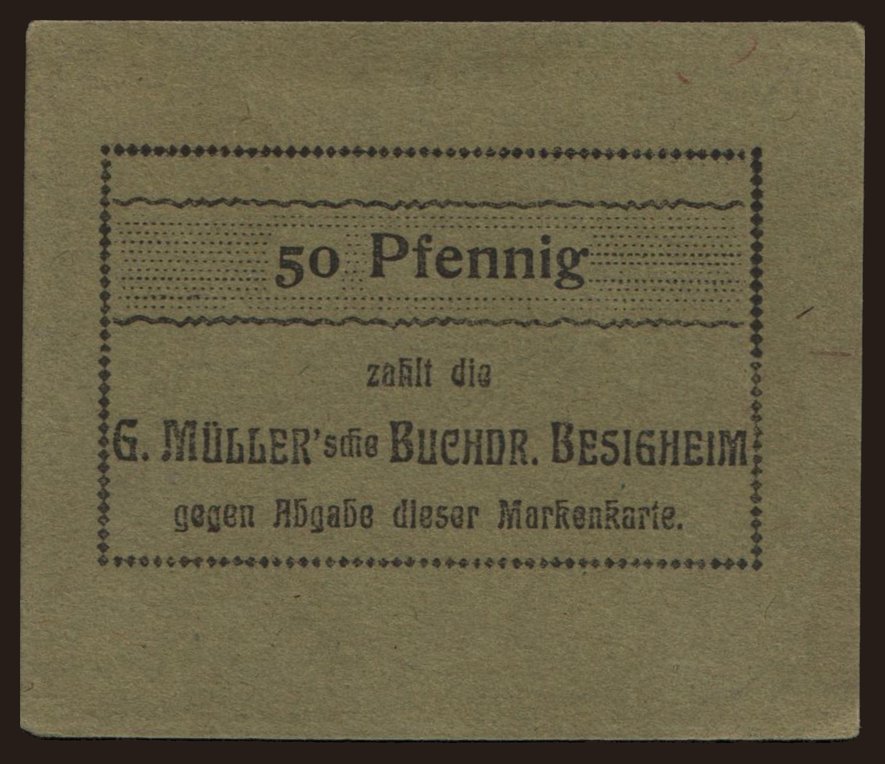 50 Pfennig
zahlt die
G. MÜLLER'sche BUCHDR. BESIGHEIM
gegen Abgabe dieser Markenkarte.